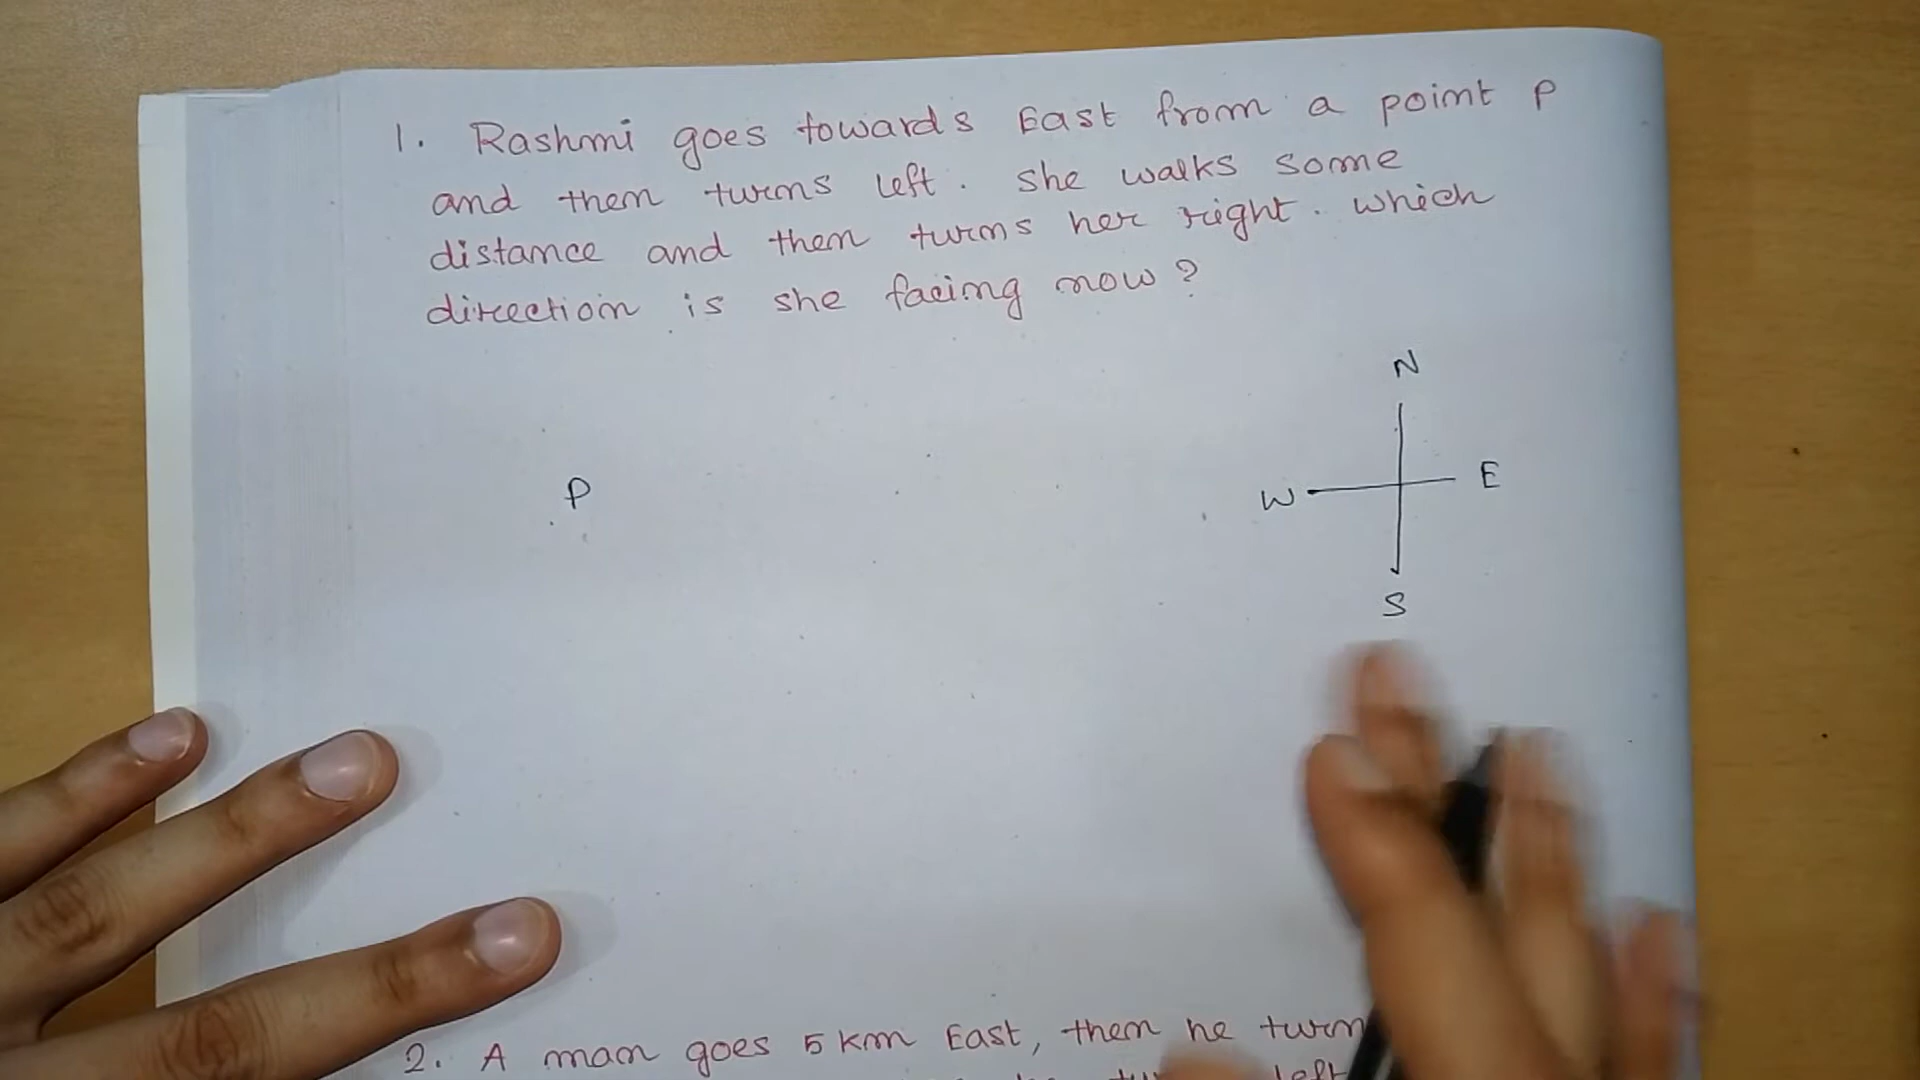 1. Rashmi goes towards East from a point P
and then turns left. She walks some
distance and then turns her right. which
direction is she facing now?
N
W
E
P
S
2. A man goes 5 km East, then he turn
left